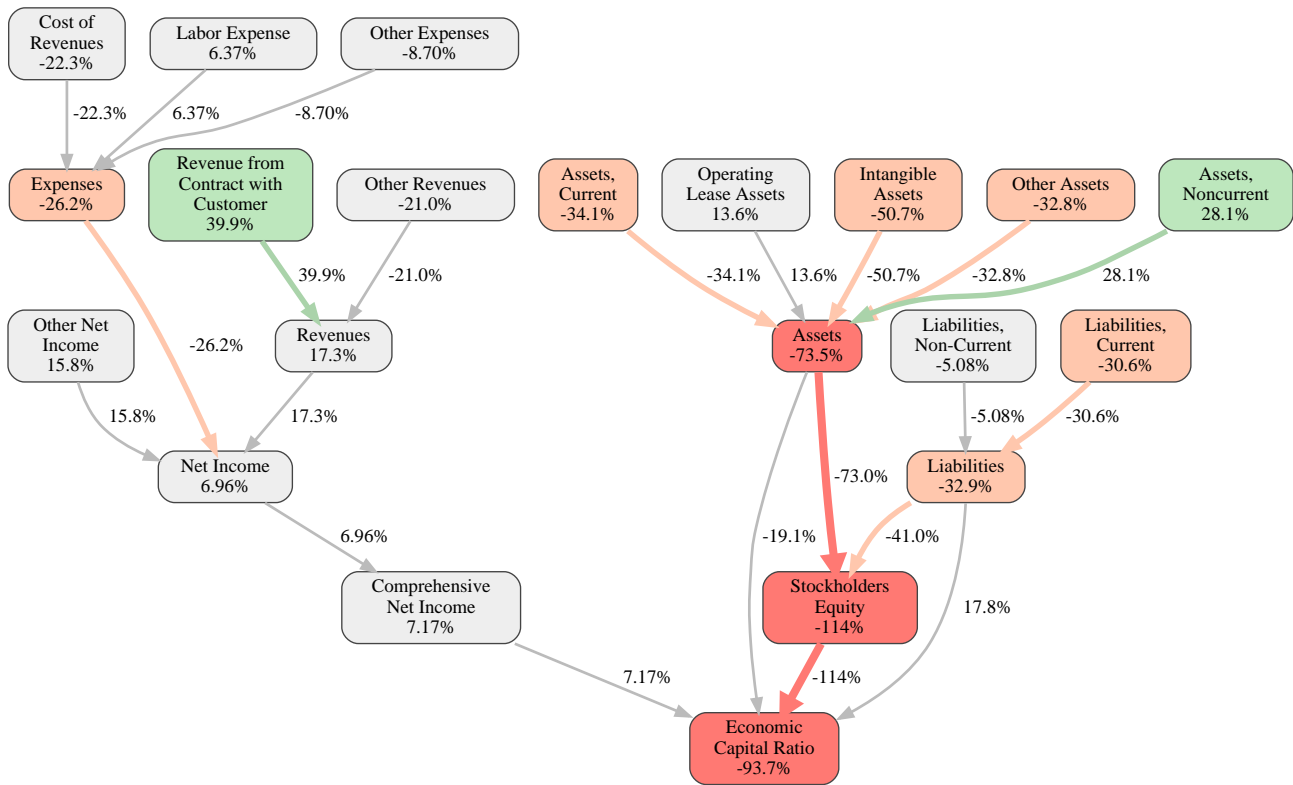 Cost of
Revenues
-22.3%
Labor Expense
6.37%
Other Expenses
-8.70%
-22.3%
6.37%
-8.70%
Expenses
-26.2%
Revenue from
Contract with
Customer
39.9%
Other Revenues
-21.0%
Assets,
Current
-34.1%
Operating
Lease Assets
13.6%
Intangible
Assets
-50.7%
Other Assets
-32.8%
Assets,
Noncurrent
28.1%
39.9%
-21.0%
-34.1%
13.6%
-50.7%
-32.8%
28.1%
Other Net
Income
15.8%
-26.2%
Revenues
17.3%
Assets
-73.5%
Liabilities,
Non-Current
-5.08%
Liabilities,
Current
-30.6%
15.8%
17.3%
-5.08%
-30.6%
Net Income
6.96%
-73.0%
Liabilities
-32.9%
6.96%
-19.1%
-41.0%
Comprehensive
Net Income
7.17%
Stockholders
Equity
-114%
17.8%
7.17%
-114%
Economic
Capital Ratio
-93.7%